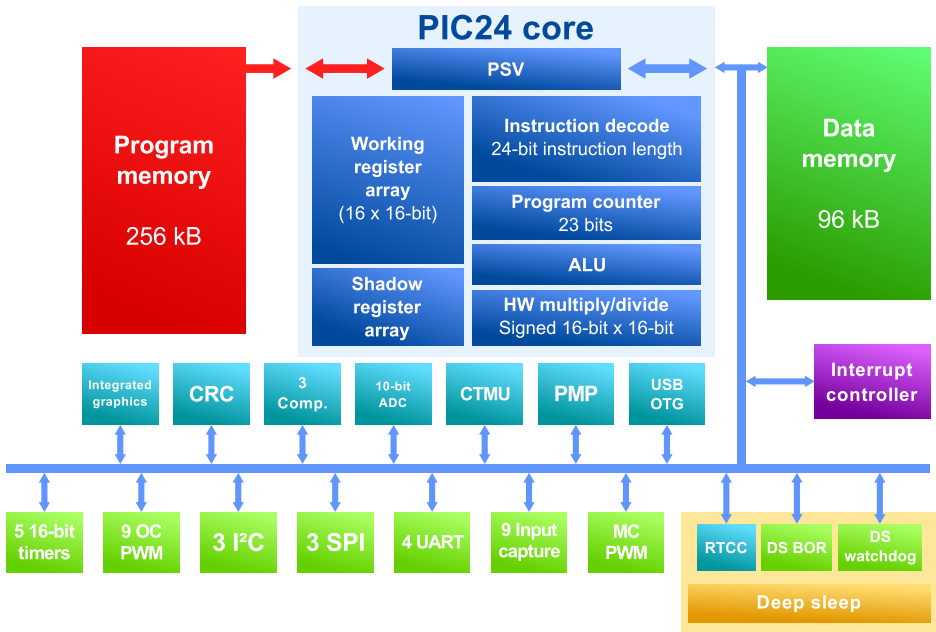 PIC24 core
Program
memory
256 kB
PSV
Working
register
array
(16 x 16-bit)
Shadow
register
array
Instruction decode
24-bit instruction length
Program counter
23 bits
ALU
HW multiply/divide
Signed 16-bit x 16-bit
Data
memory
96 kB
Interrupt
controller
Integrated
graphics
CRC
3
Comp.
10-bit
ADC
CTMU
PMP
USB
OTG
5 16-bit
timers
9 OC
PWM
3 I²C
3 SPI
4 UART
9 Input
capture
MC
PWM
RTCC
DS BOR
DS
watchdog
Deep sleep